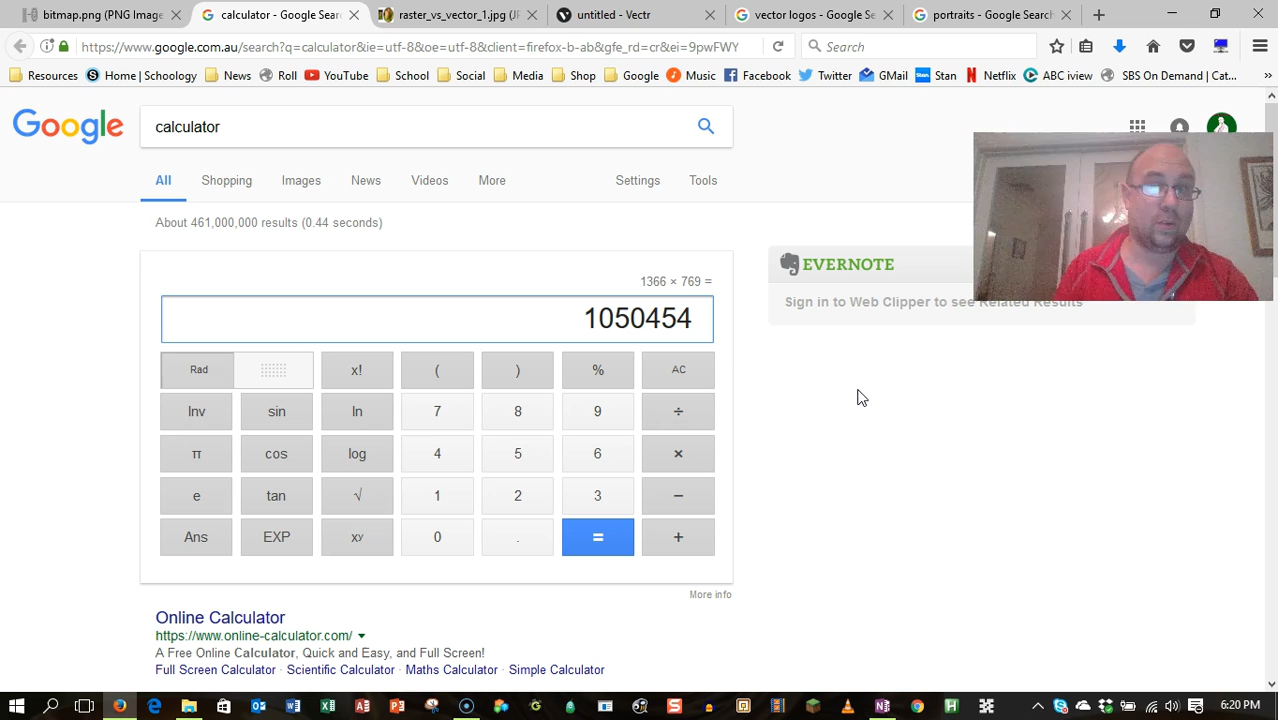 bitmap.png (PNG Image
calculator - Google Sear
raster_vs_vector_1.jpg (JP
untitled - Vectr
vector logos - Google Se
portraits - Google Search
https://www.google.com.au/search?q=calculator&ie=utf-8&oe=utf-8&client=firefox-b-ab&gfe_rd=cr&ei=9pwFWY
Search
Resources
Home | Schoology
News
Roll
YouTube
School
Social
Media
Shop
Google
Music
Facebook
Twitter
GMail
Stan
Netflix
ABC iview
SBS On Demand | Cat...
Google
calculator
All
Shopping
Images
News
Videos
More
Settings
Tools
About 461,000,000 results (0.44 seconds)
EVERNOTE
Sign in to Web Clipper to see Related Results
1366 × 769 =
1050454
Rad x! ( ) % AC
Inv sin ln 7 8 9 ÷
π cos log 4 5 6 ×
e tan √ 1 2 3 −
Ans EXP xy 0 . = +
More info
Online Calculator
https://www.online-calculator.com/
A Free Online Calculator, Quick and Easy, and Full Screen!
Full Screen Calculator · Scientific Calculator · Maths Calculator · Simple Calculator
6:20 PM